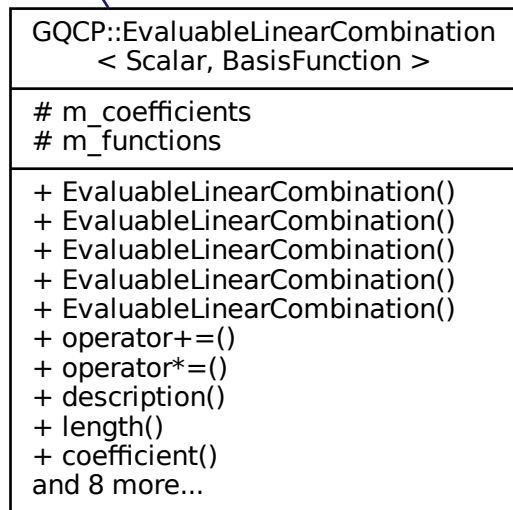 GQCP::EvaluableLinearCombination
< Scalar, BasisFunction >
# m_coefficients
# m_functions
+ EvaluableLinearCombination()
+ EvaluableLinearCombination()
+ EvaluableLinearCombination()
+ EvaluableLinearCombination()
+ EvaluableLinearCombination()
+ operator+=()
+ operator*=()
+ description()
+ length()
+ coefficient()
and 8 more...